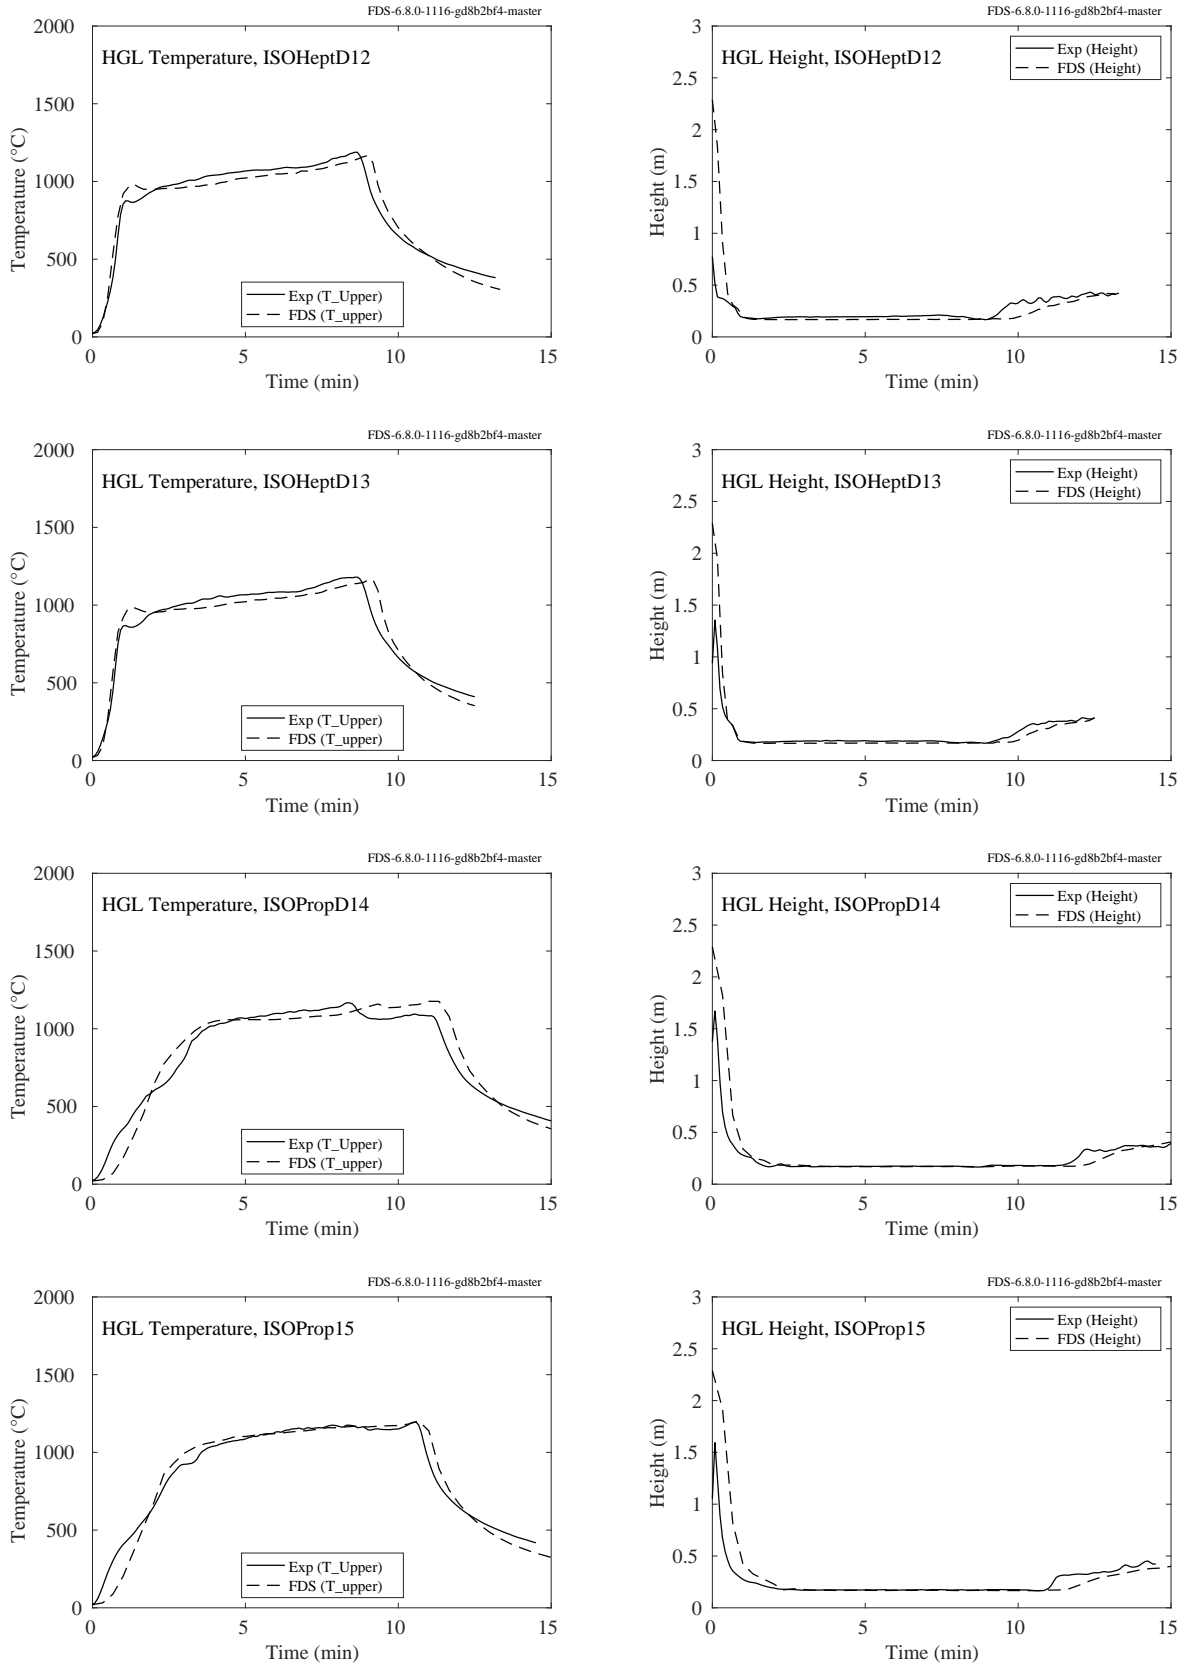 FDS-6.8.0-1116-gd8b2bf4-master
HGL Temperature, ISOHeptD12
Temperature (°C)
2000
1500
1000
500
0
Exp (T_Upper)
FDS (T_upper)
0 5 10 15
Time (min)
FDS-6.8.0-1116-gd8b2bf4-master
HGL Height, ISOHeptD12
Exp (Height)
FDS (Height)
Height (m)
3
2.5
2
1.5
1
0.5
0
0 5 10 15
Time (min)
FDS-6.8.0-1116-gd8b2bf4-master
HGL Temperature, ISOHeptD13
Temperature (°C)
2000
1500
1000
500
0
Exp (T_Upper)
FDS (T_upper)
0 5 10 15
Time (min)
FDS-6.8.0-1116-gd8b2bf4-master
HGL Height, ISOHeptD13
Exp (Height)
FDS (Height)
Height (m)
3
2.5
2
1.5
1
0.5
0
0 5 10 15
Time (min)
FDS-6.8.0-1116-gd8b2bf4-master
HGL Temperature, ISOPropD14
Temperature (°C)
2000
1500
1000
500
0
Exp (T_Upper)
FDS (T_upper)
0 5 10 15
Time (min)
FDS-6.8.0-1116-gd8b2bf4-master
HGL Height, ISOPropD14
Exp (Height)
FDS (Height)
Height (m)
3
2.5
2
1.5
1
0.5
0
0 5 10 15
Time (min)
FDS-6.8.0-1116-gd8b2bf4-master
HGL Temperature, ISOProp15
Temperature (°C)
2000
1500
1000
500
0
Exp (T_Upper)
FDS (T_upper)
0 5 10 15
Time (min)
FDS-6.8.0-1116-gd8b2bf4-master
HGL Height, ISOProp15
Exp (Height)
FDS (Height)
Height (m)
3
2.5
2
1.5
1
0.5
0
0 5 10 15
Time (min)